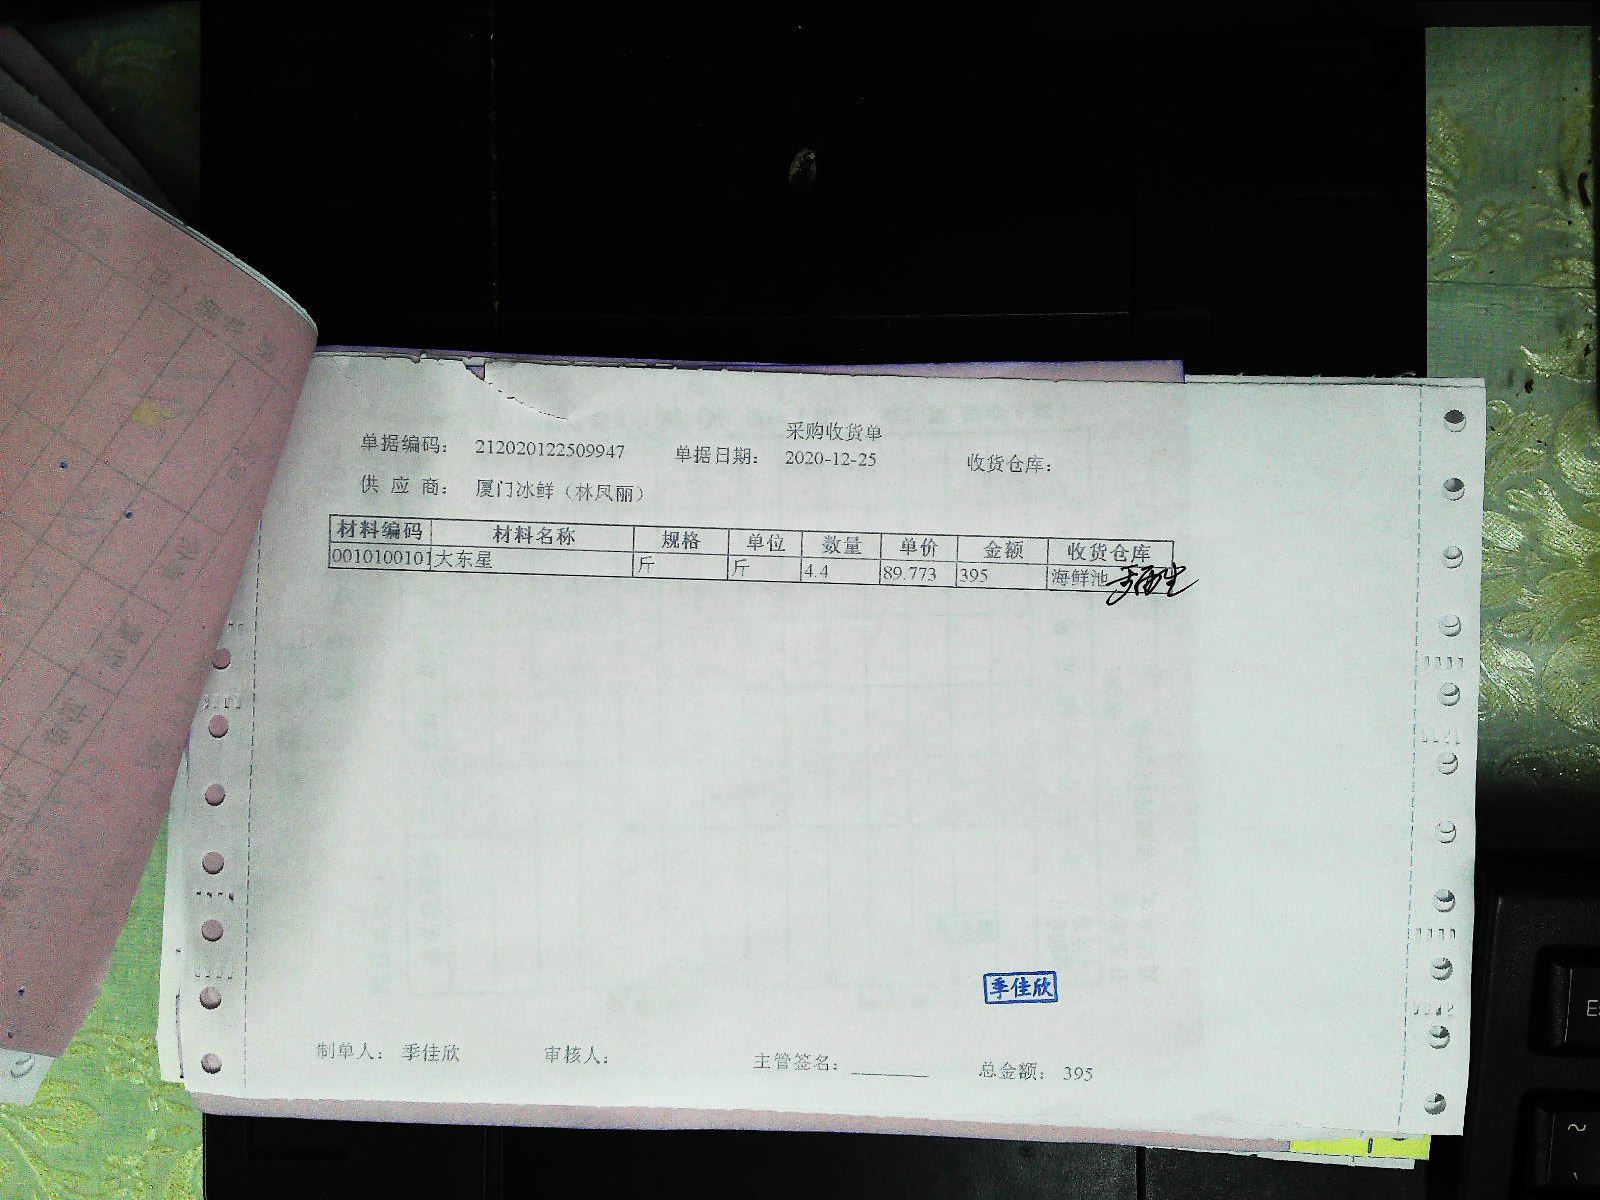 采购收货单
单据编码： 212020122509947 单据日期： 2020-12-25 收货仓库：
供 应 商： 厦门冰鲜（林凤丽）
材料编码 材料名称 规格 单位 数量 单价 金额 收货仓库
0010100101 大东星 斤 斤 4.4 89.773 395 海鲜池
季佳欣
制单人： 季佳欣 审核人： 主管签名： ________ 总金额： 395